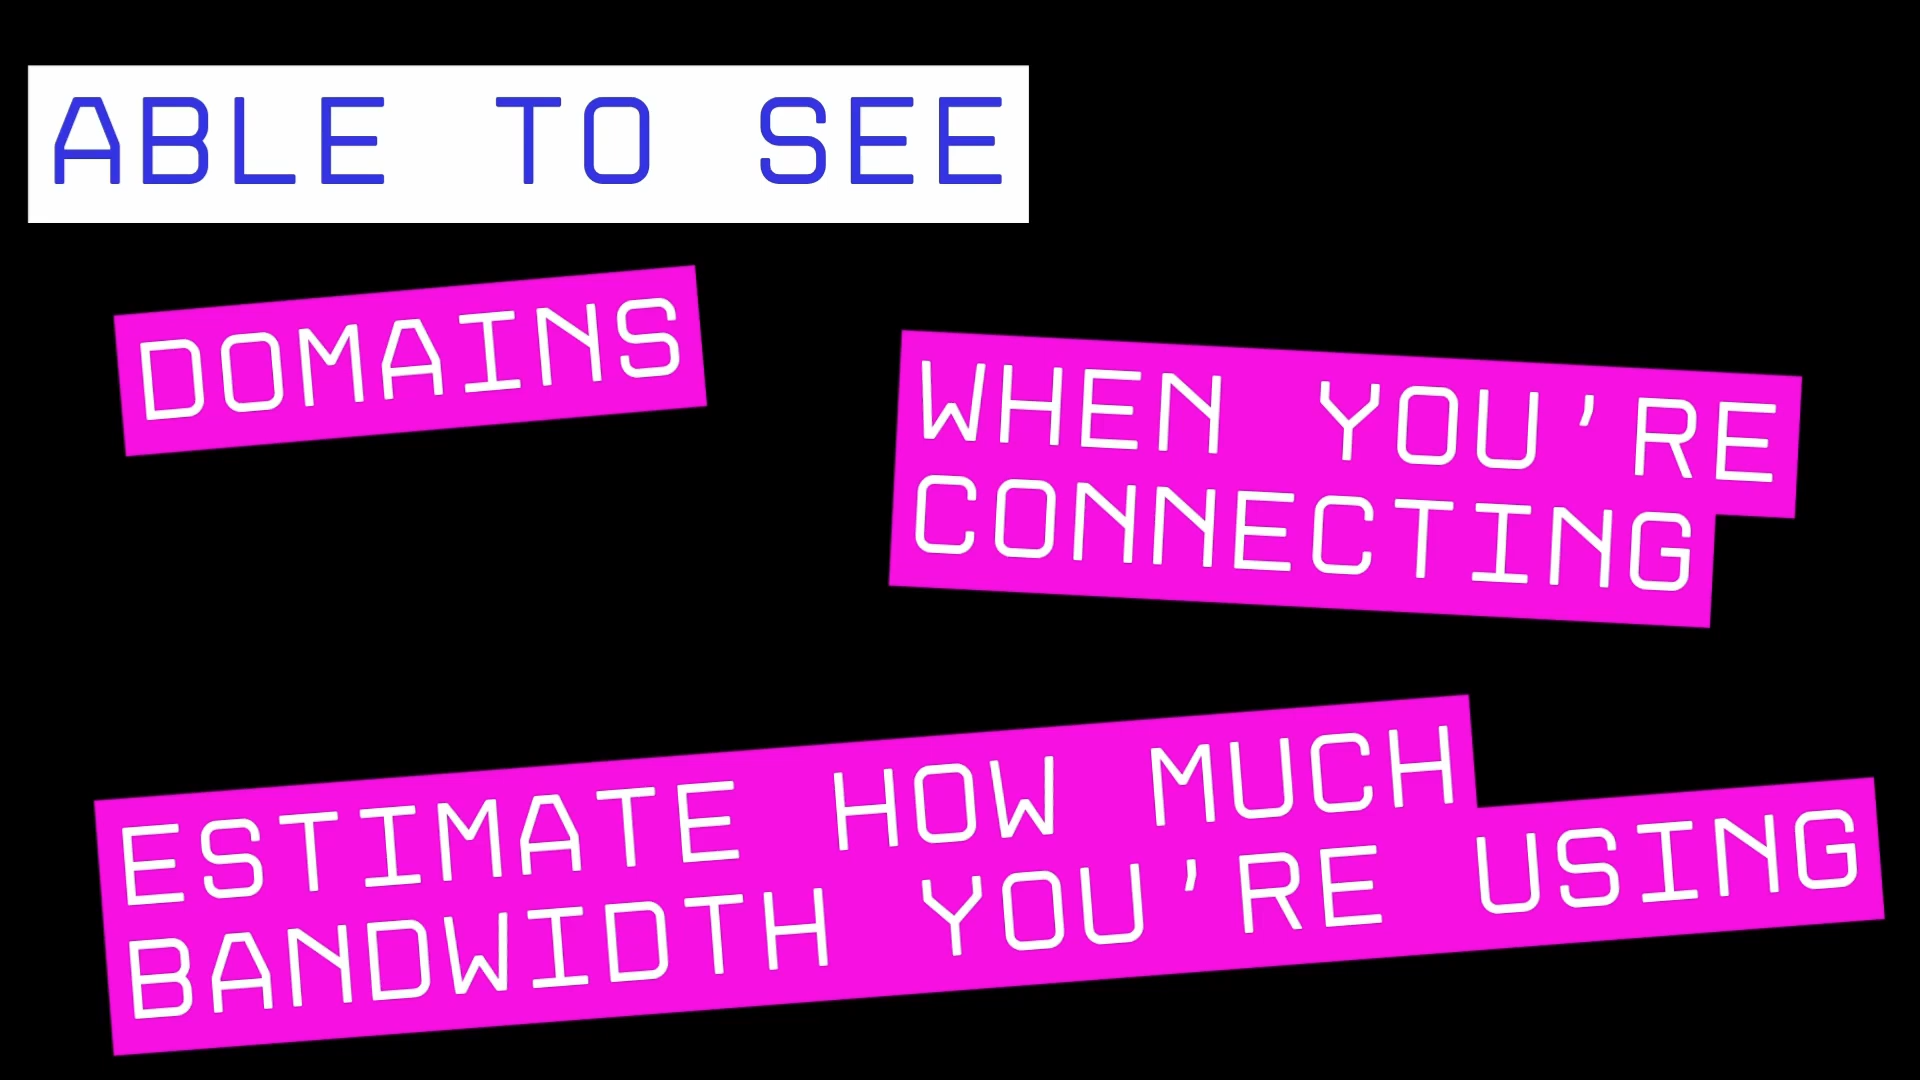 ABLE TO SEE
DOMAINS
WHEN YOU'RE
CONNECTING
ESTIMATE HOW MUCH
BANDWIDTH YOU'RE USING